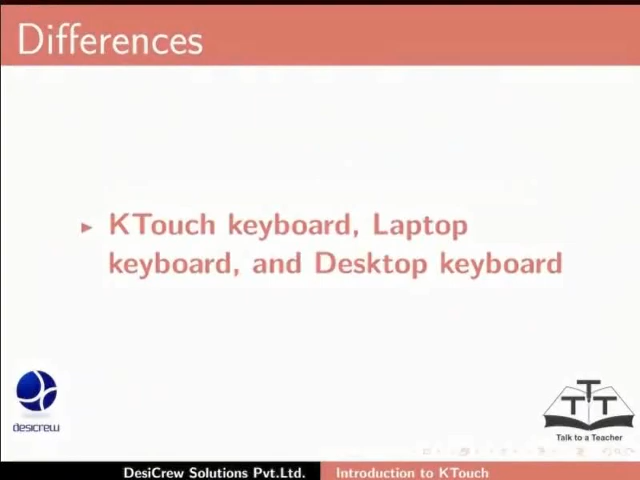 Differences
KTouch keyboard, Laptop
keyboard, and Desktop keyboard
desicrew
T T T
Talk to a Teacher
DesiCrew Solutions Pvt.Ltd. Introduction to KTouch